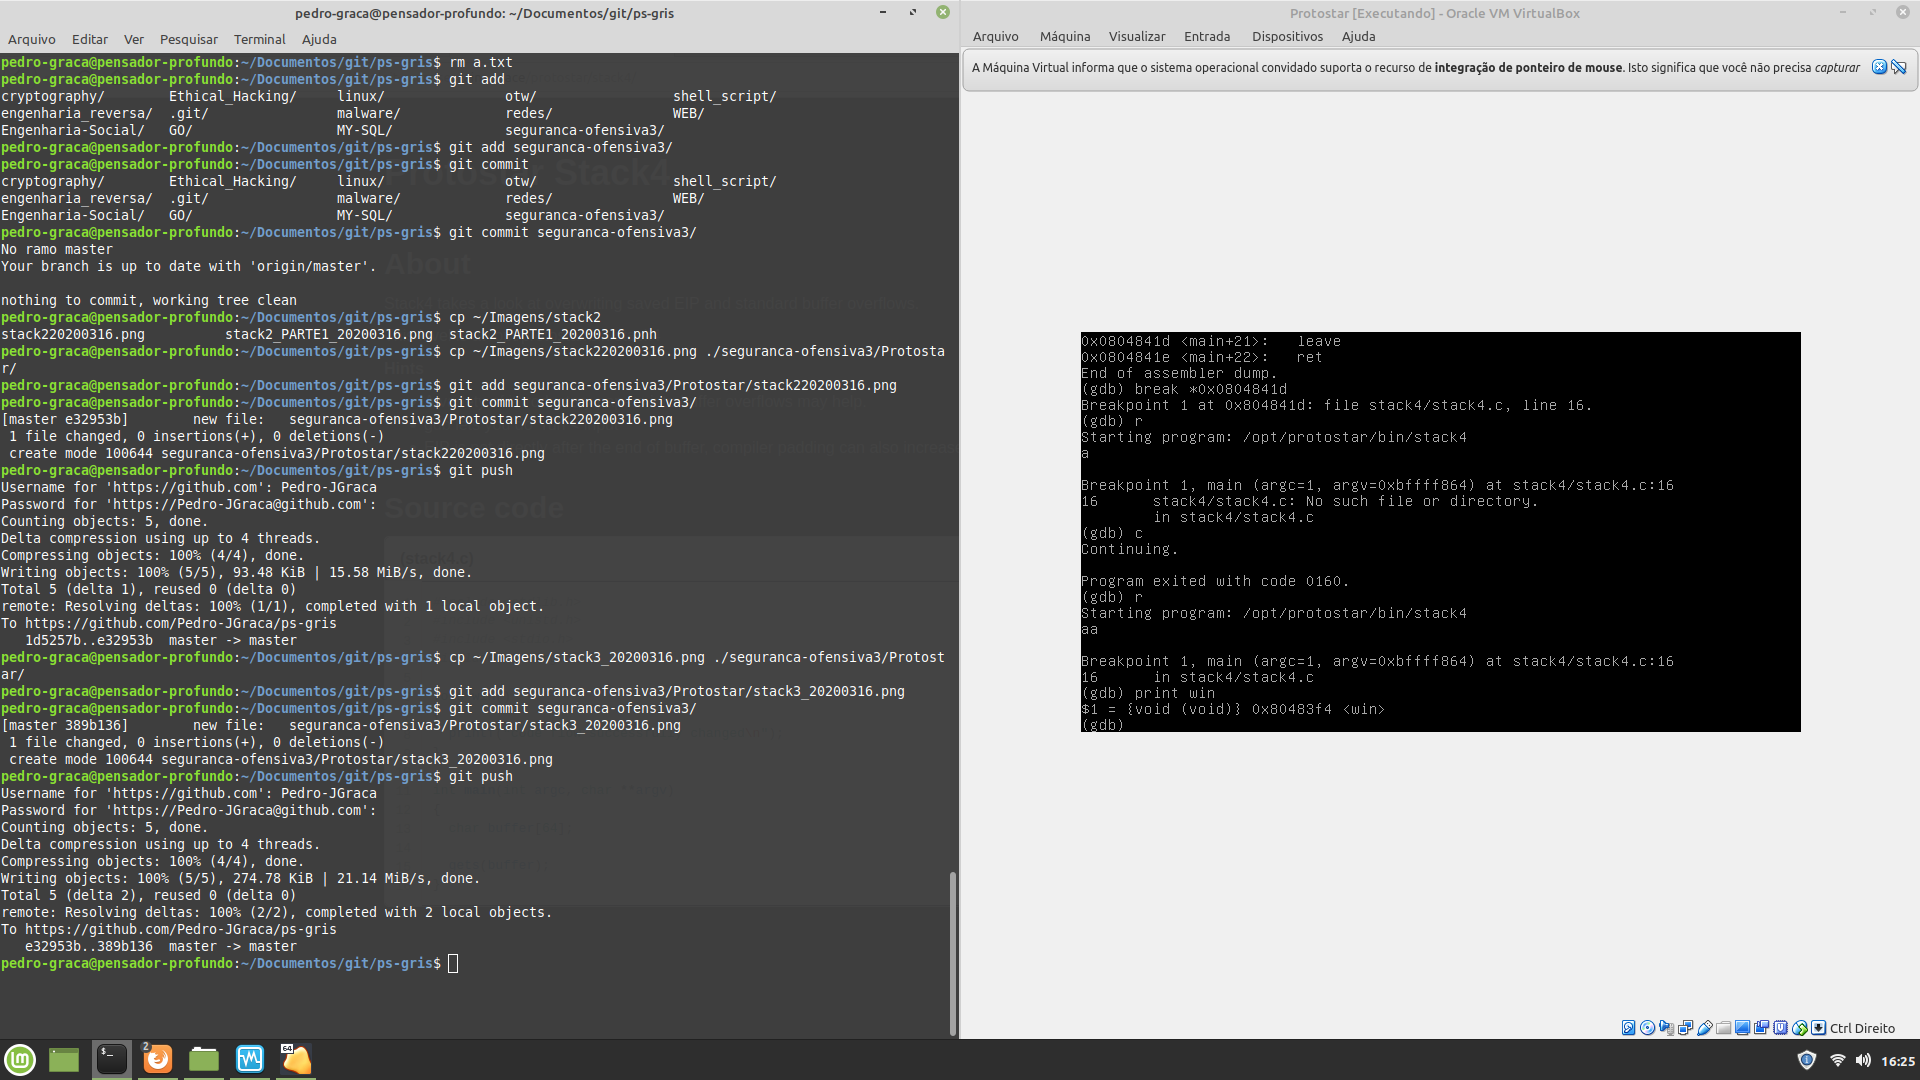 pedro-graca@pensador-profundo: ~/Documentos/git/ps-gris
Arquivo Editar Ver Pesquisar Terminal Ajuda
pedro-graca@pensador-profundo:~/Documentos/git/ps-gris$ rm a.txt
pedro-graca@pensador-profundo:~/Documentos/git/ps-gris$ git add
cryptography/ Ethical_Hacking/ linux/ otw/ shell_script/
engenharia_reversa/ .git/ malware/ redes/ WEB/
Engenharia-Social/ GO/ MY-SQL/ seguranca-ofensiva3/
pedro-graca@pensador-profundo:~/Documentos/git/ps-gris$ git add seguranca-ofensiva3/
pedro-graca@pensador-profundo:~/Documentos/git/ps-gris$ git commit
cryptography/ Ethical_Hacking/ linux/ otw/ shell_script/
engenharia_reversa/ .git/ malware/ redes/ WEB/
Engenharia-Social/ GO/ MY-SQL/ seguranca-ofensiva3/
pedro-graca@pensador-profundo:~/Documentos/git/ps-gris$ git commit seguranca-ofensiva3/
No ramo master
Your branch is up to date with 'origin/master'.
nothing to commit, working tree clean
pedro-graca@pensador-profundo:~/Documentos/git/ps-gris$ cp ~/Imagens/stack2
stack220200316.png stack2_PARTE1_20200316.png stack2_PARTE1_20200316.pnh
pedro-graca@pensador-profundo:~/Documentos/git/ps-gris$ cp ~/Imagens/stack220200316.png ./seguranca-ofensiva3/Protosta
r/
pedro-graca@pensador-profundo:~/Documentos/git/ps-gris$ git add seguranca-ofensiva3/Protostar/stack220200316.png
pedro-graca@pensador-profundo:~/Documentos/git/ps-gris$ git commit seguranca-ofensiva3/
[master e32953b] new file: seguranca-ofensiva3/Protostar/stack220200316.png
1 file changed, 0 insertions(+), 0 deletions(-)
create mode 100644 seguranca-ofensiva3/Protostar/stack220200316.png
pedro-graca@pensador-profundo:~/Documentos/git/ps-gris$ git push
Username for 'https://github.com': Pedro-JGraca
Password for 'https://Pedro-JGraca@github.com':
Counting objects: 5, done.
Delta compression using up to 4 threads.
Compressing objects: 100% (4/4), done.
Writing objects: 100% (5/5), 93.48 KiB | 15.58 MiB/s, done.
Total 5 (delta 1), reused 0 (delta 0)
remote: Resolving deltas: 100% (1/1), completed with 1 local object.
To https://github.com/Pedro-JGraca/ps-gris
1d5257b..e32953b master -> master
pedro-graca@pensador-profundo:~/Documentos/git/ps-gris$ cp ~/Imagens/stack3_20200316.png ./seguranca-ofensiva3/Protost
ar/
pedro-graca@pensador-profundo:~/Documentos/git/ps-gris$ git add seguranca-ofensiva3/Protostar/stack3_20200316.png
pedro-graca@pensador-profundo:~/Documentos/git/ps-gris$ git commit seguranca-ofensiva3/
[master 389b136] new file: seguranca-ofensiva3/Protostar/stack3_20200316.png
1 file changed, 0 insertions(+), 0 deletions(-)
create mode 100644 seguranca-ofensiva3/Protostar/stack3_20200316.png
pedro-graca@pensador-profundo:~/Documentos/git/ps-gris$ git push
Username for 'https://github.com': Pedro-JGraca
Password for 'https://Pedro-JGraca@github.com':
Counting objects: 5, done.
Delta compression using up to 4 threads.
Compressing objects: 100% (4/4), done.
Writing objects: 100% (5/5), 274.78 KiB | 21.14 MiB/s, done.
Total 5 (delta 2), reused 0 (delta 0)
remote: Resolving deltas: 100% (2/2), completed with 2 local objects.
To https://github.com/Pedro-JGraca/ps-gris
e32953b..389b136 master -> master
pedro-graca@pensador-profundo:~/Documentos/git/ps-gris$
Stack4
About
Source code
Protostar [Executando] - Oracle VM VirtualBox
Arquivo Máquina Visualizar Entrada Dispositivos Ajuda
A Máquina Virtual informa que o sistema operacional convidado suporta o recurso de integração de ponteiro de mouse. Isto significa que você não precisa capturar
0x0804841d <main+21>: leave
0x0804841e <main+22>: ret
End of assembler dump.
(gdb) break *0x0804841d
Breakpoint 1 at 0x804841d: file stack4/stack4.c, line 16.
(gdb) r
Starting program: /opt/protostar/bin/stack4
a
Breakpoint 1, main (argc=1, argv=0xbffff864) at stack4/stack4.c:16
16 stack4/stack4.c: No such file or directory.
in stack4/stack4.c
(gdb) c
Continuing.
Program exited with code 0160.
(gdb) r
Starting program: /opt/protostar/bin/stack4
aa
Breakpoint 1, main (argc=1, argv=0xbffff864) at stack4/stack4.c:16
16 in stack4/stack4.c
(gdb) print win
$1 = {void (void)} 0x80483f4 <win>
(gdb)
Ctrl Direito
2
64
16:25